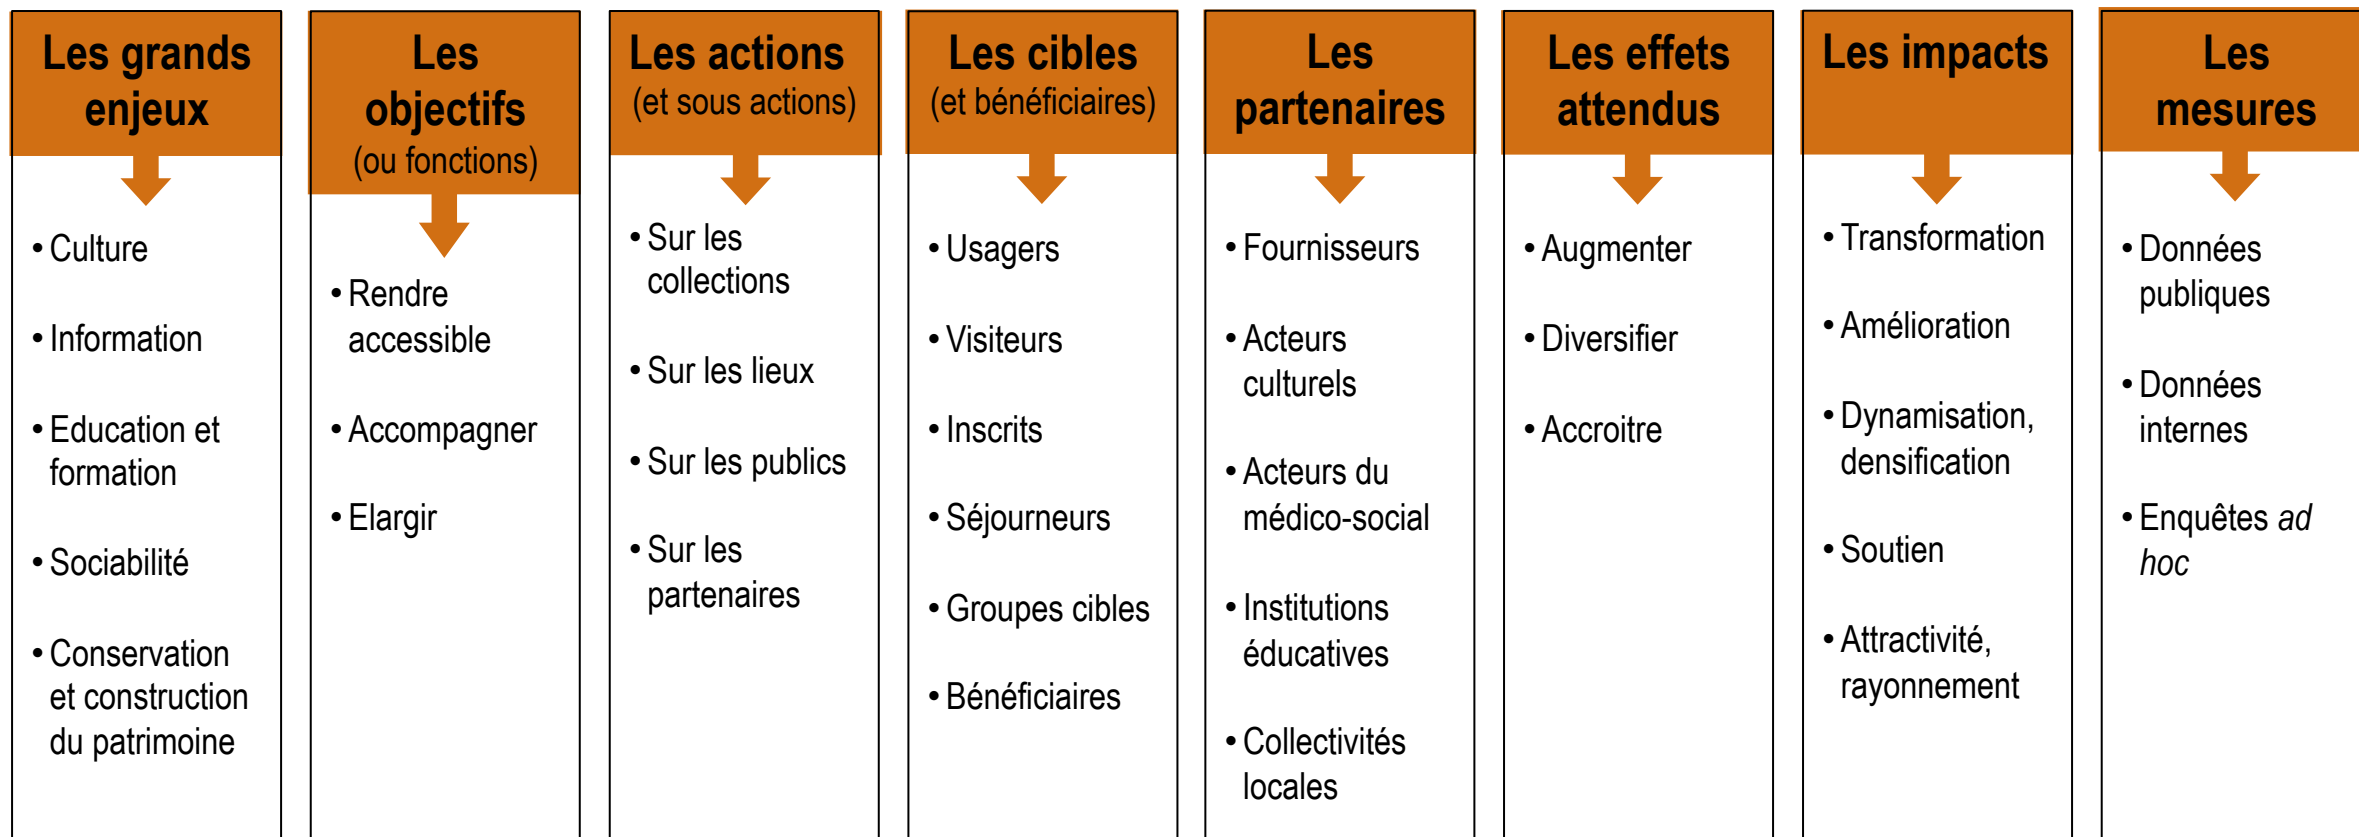 Les grands
enjeux
• Culture
• Information
• Education et
formation
• Sociabilité
• Conservation
et construction
du patrimoine
Les
objectifs
(ou fonctions)
• Rendre
accessible
• Accompagner
• Elargir
Les actions
(et sous actions)
• Sur les
collections
• Sur les lieux
• Sur les publics
• Sur les
partenaires
Les cibles
(et bénéficiaires)
• Usagers
• Visiteurs
• Inscrits
• Séjourneurs
• Groupes cibles
• Bénéficiaires
Les
partenaires
• Fournisseurs
• Acteurs
culturels
• Acteurs du
médico-social
• Institutions
éducatives
• Collectivités
locales
Les effets
attendus
• Augmenter
• Diversifier
• Accroitre
Les impacts
• Transformation
• Amélioration
• Dynamisation,
densification
• Soutien
• Attractivité,
rayonnement
Les
mesures
• Données
publiques
• Données
internes
• Enquêtes ad
hoc